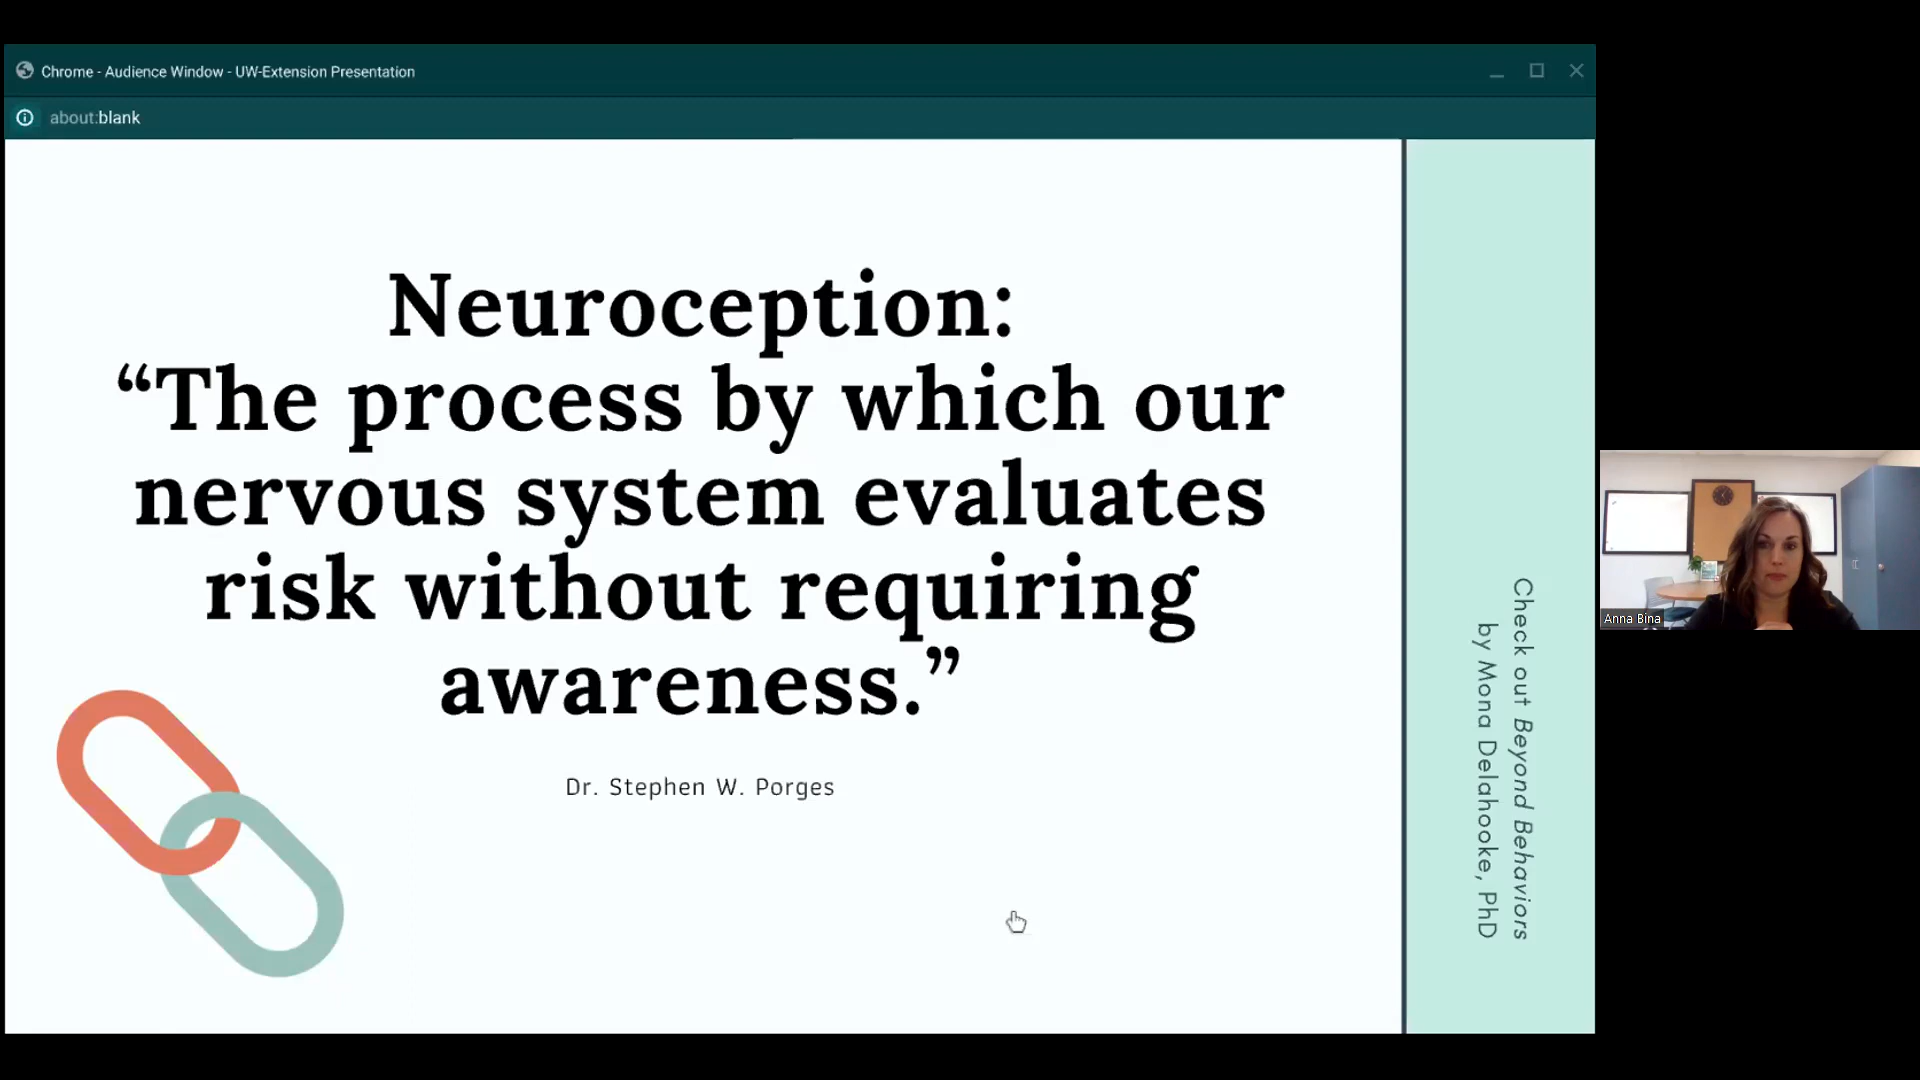 Chrome - Audience Window - UW-Extension Presentation
about:blank
Neuroception:
“The process by which our
nervous system evaluates
risk without requiring
awareness.”
Dr. Stephen W. Porges
Check out Beyond Behaviors
by Mona Delahooke, PhD
Anna Bina